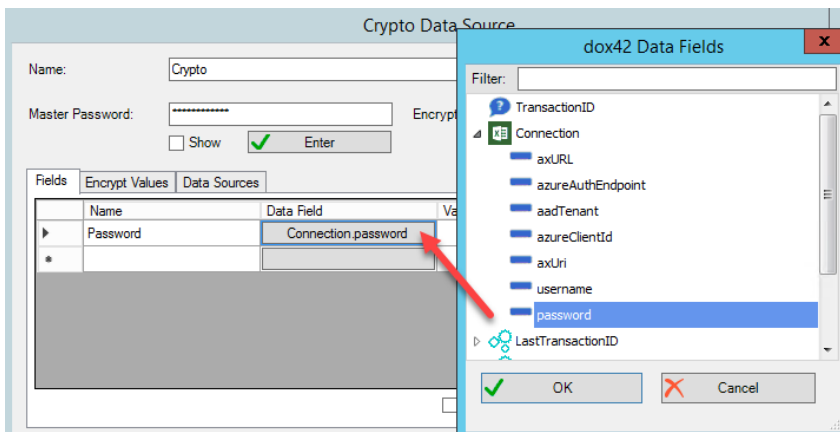 Crypto Data Source
Name:
Crypto
Master Password:
************
Encrypt
Show
Enter
Fields
Encrypt Values
Data Sources
Name
Data Field
Va
Password
Connection.password
dox42 Data Fields
x
Filter:
TransactionID
Connection
axURL
azureAuthEndpoint
aadTenant
azureClientId
axUri
username
password
LastTransactionID
OK
Cancel